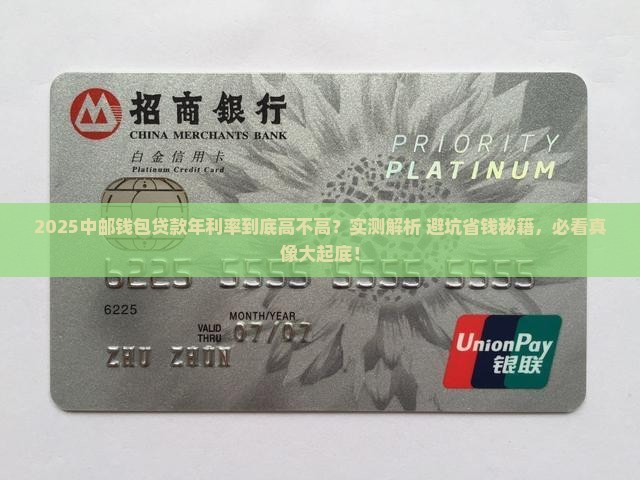 招商銀行
CHINA MERCHANTS BANK
白金信用卡
Platinum Credit Card
PRIORITY
PLATINUM
2025中邮钱包贷款年利率到底高不高？实测解析 避坑省钱秘籍，必看真
像大起底！
6225 5555 5555 5555
6225
MONTH/YEAR
VALID
THRU
07/07
UnionPay
银联